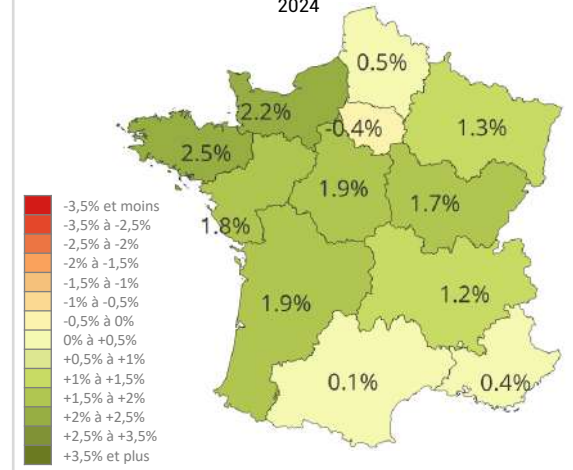 2024
0.5%
2.2%
-0.4%
1.3%
2.5%
1.9%
1.7%
1.8%
1.9%
1.2%
0.1%
0.4%
-3,5% et moins
-3,5% à -2,5%
-2,5% à -2%
-2% à -1,5%
-1,5% à -1%
-1% à -0,5%
-0,5% à 0%
0% à +0,5%
+0,5% à +1%
+1% à +1,5%
+1,5% à +2%
+2% à +2,5%
+2,5% à +3,5%
+3,5% et plus